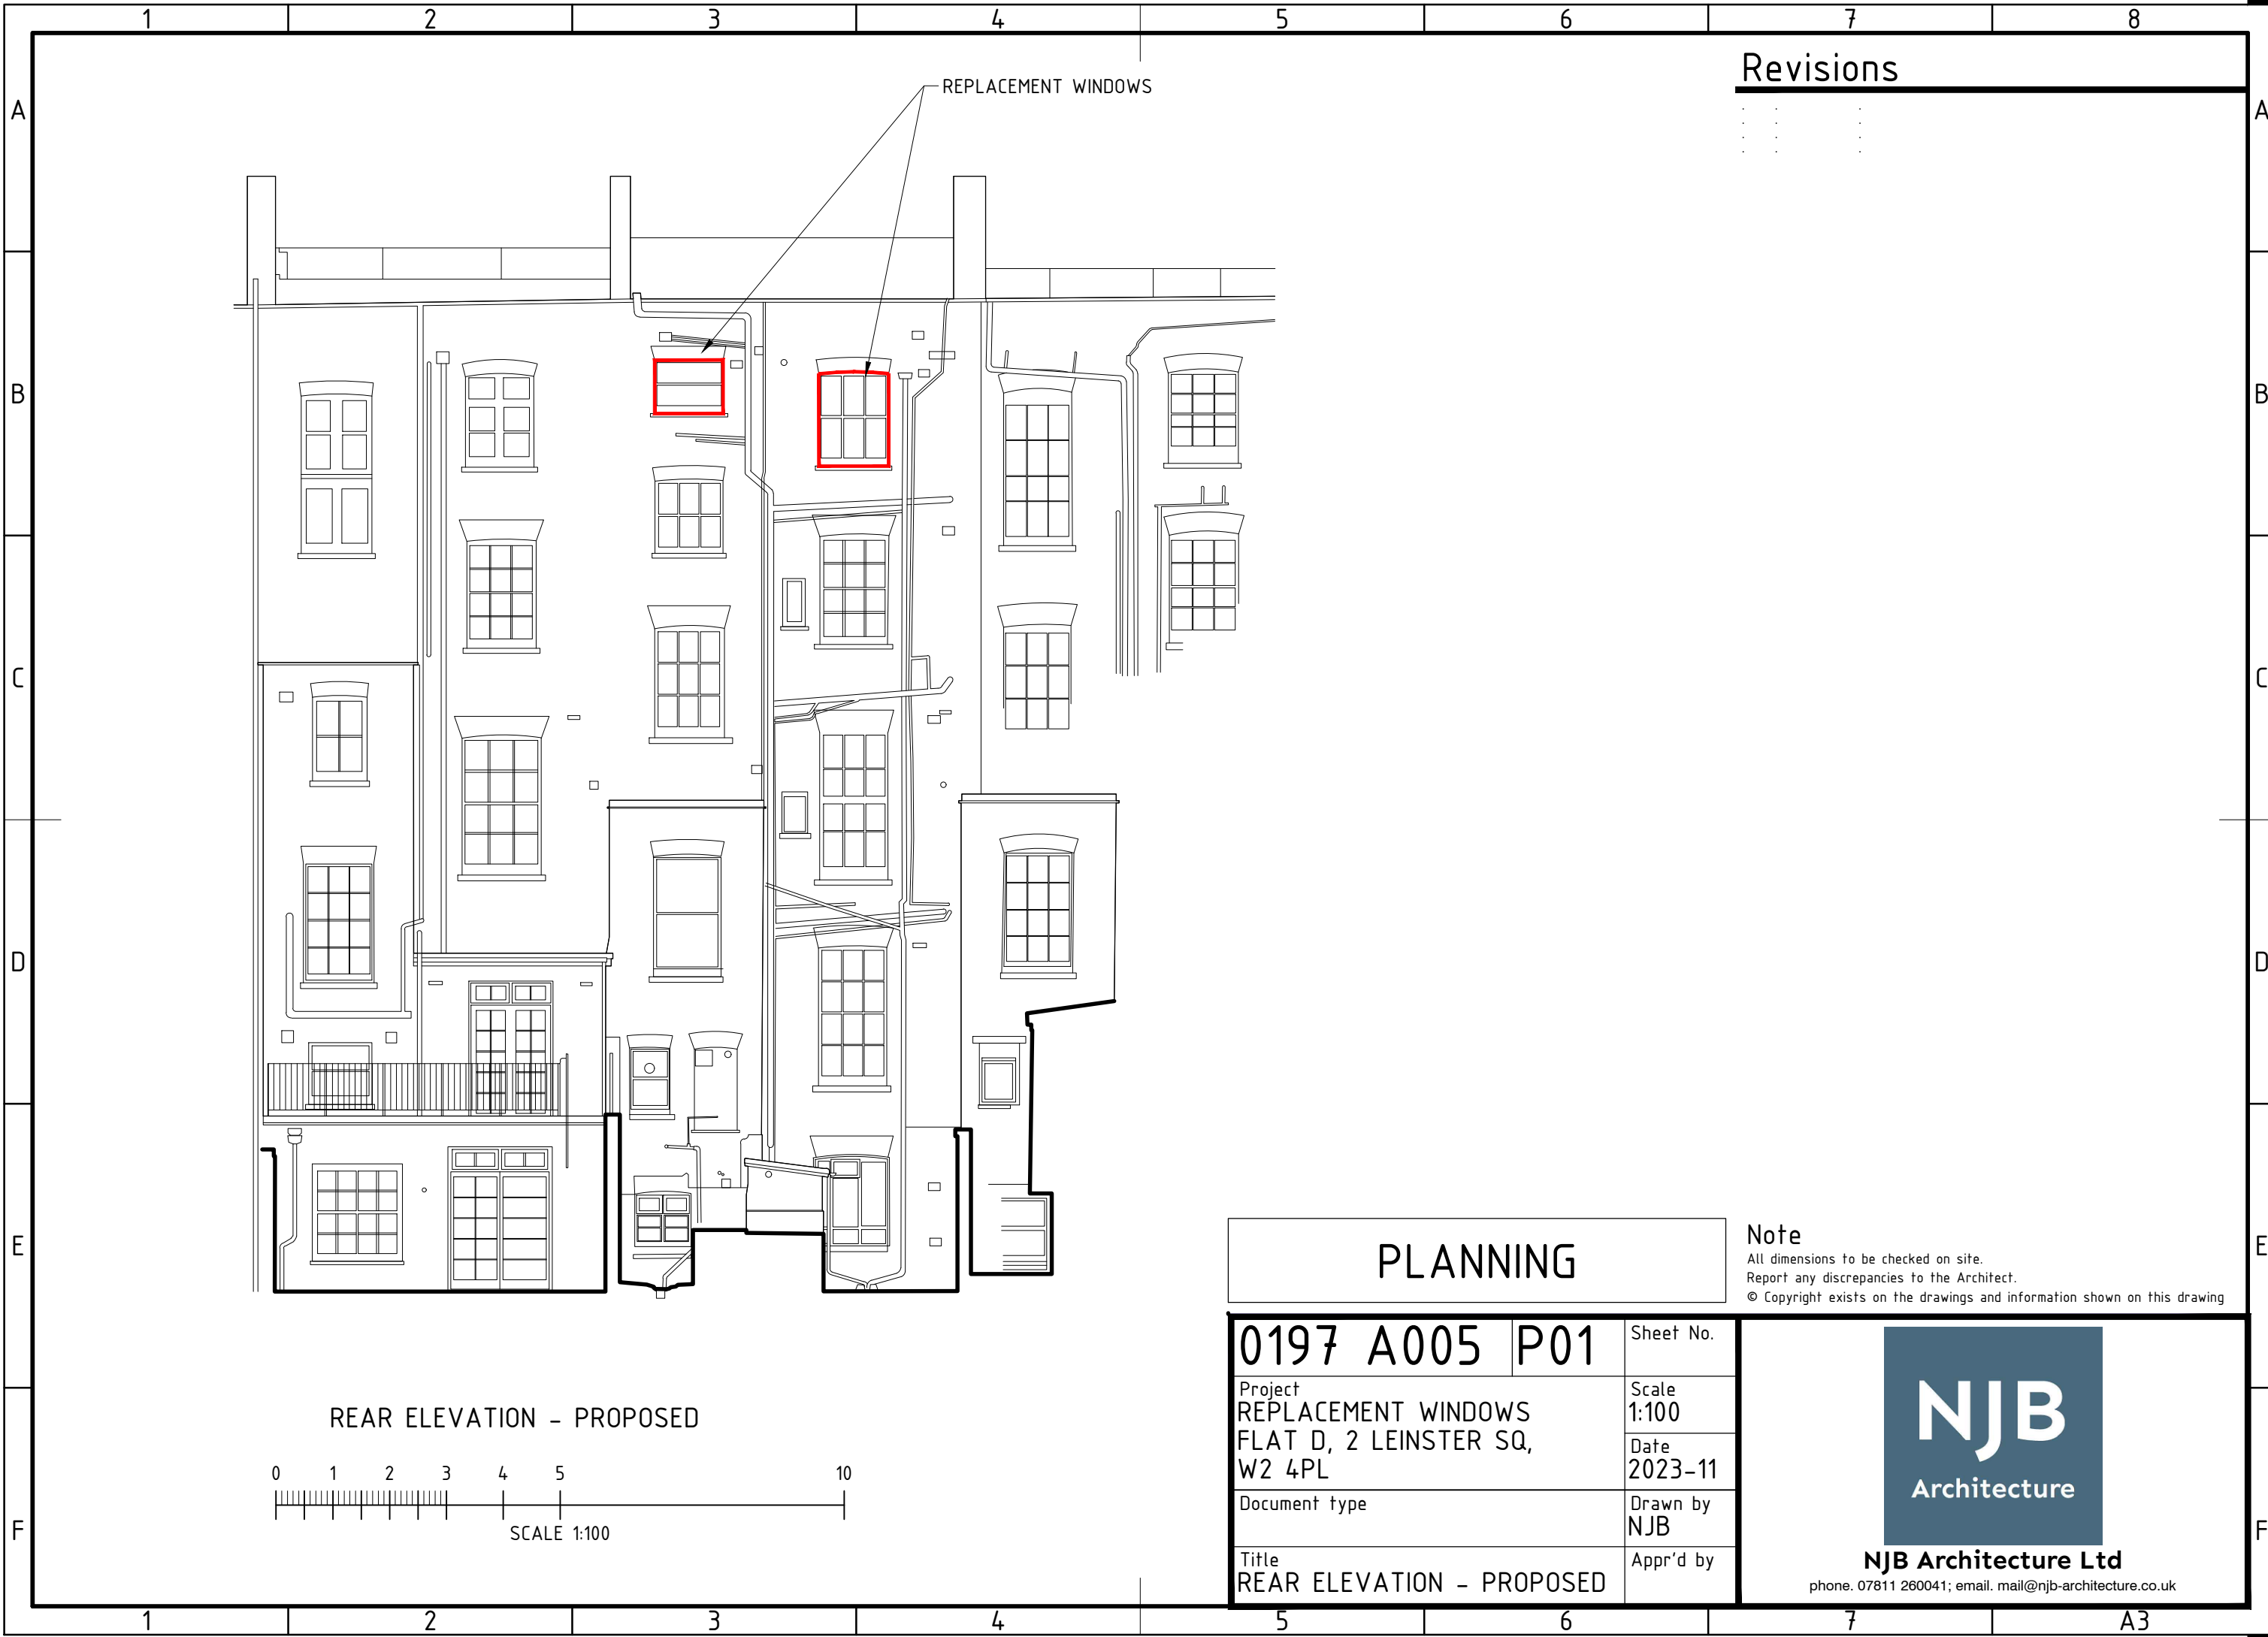 1 2 3 4 5 6 7 8
A A
B B
C C
D D
E E
F F
REPLACEMENT WINDOWS
Revisions
REAR ELEVATION - PROPOSED
0 1 2 3 4 5 10
SCALE 1:100
PLANNING
Note
All dimensions to be checked on site.
Report any discrepancies to the Architect.
© Copyright exists on the drawings and information shown on this drawing
0197 A005 P01
Sheet No.
Project
REPLACEMENT WINDOWS
FLAT D, 2 LEINSTER SQ,
W2 4PL
Scale
1:100
Date
2023-11
Document type
Drawn by
NJB
Title
REAR ELEVATION - PROPOSED
Appr'd by
NJB
Architecture
NJB Architecture Ltd
phone. 07811 260041; email. mail@njb-architecture.co.uk
1 2 3 4 5 6 7 A3